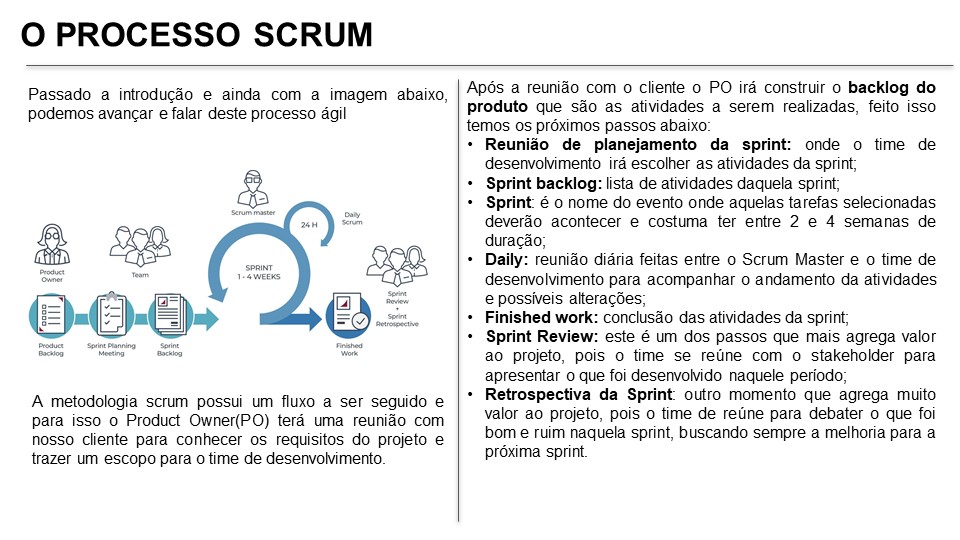 O PROCESSO SCRUM
Passado a introdução e ainda com a imagem abaixo,
podemos avançar e falar deste processo ágil
Scrum master
24 H
Daily
Scrum
Product
Owner
Team
SPRINT
1 - 4 WEEKS
Sprint
Review
+
Sprint
Retrospective
Product
Backlog
Sprint Planning
Meeting
Sprint
Backlog
Finished
Work
A metodologia scrum possui um fluxo a ser seguido e
para isso o Product Owner(PO) terá uma reunião com
nosso cliente para conhecer os requisitos do projeto e
trazer um escopo para o time de desenvolvimento.
Após a reunião com o cliente o PO irá construir o backlog do
produto que são as atividades a serem realizadas, feito isso
temos os próximos passos abaixo:
• Reunião de planejamento da sprint: onde o time de
desenvolvimento irá escolher as atividades da sprint;
• Sprint backlog: lista de atividades daquela sprint;
• Sprint: é o nome do evento onde aquelas tarefas selecionadas
deverão acontecer e costuma ter entre 2 e 4 semanas de
duração;
• Daily: reunião diária feitas entre o Scrum Master e o time de
desenvolvimento para acompanhar o andamento da atividades
e possíveis alterações;
• Finished work: conclusão das atividades da sprint;
• Sprint Review: este é um dos passos que mais agrega valor
ao projeto, pois o time se reúne com o stakeholder para
apresentar o que foi desenvolvido naquele período;
• Retrospectiva da Sprint: outro momento que agrega muito
valor ao projeto, pois o time de reúne para debater o que foi
bom e ruim naquela sprint, buscando sempre a melhoria para a
próxima sprint.